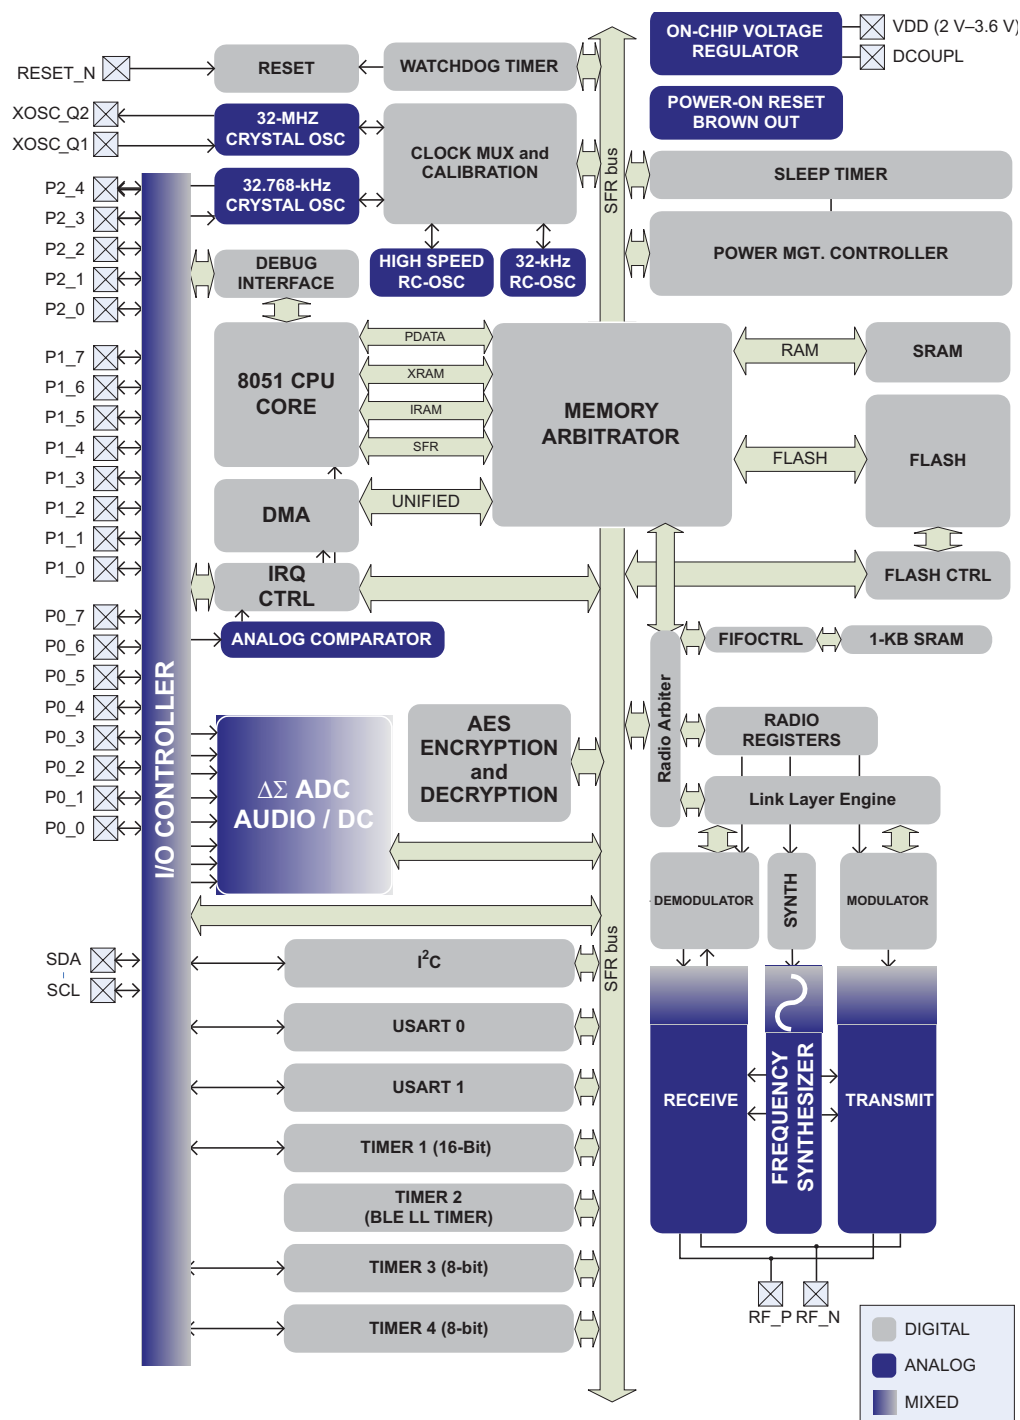 ON-CHIP VOLTAGE
REGULATOR
VDD (2 V–3.6 V)
DCOUPL
RESET_N
RESET
WATCHDOG TIMER
POWER-ON RESET
BROWN OUT
XOSC_Q2
XOSC_Q1
32-MHZ
CRYSTAL OSC
CLOCK MUX and
CALIBRATION
SFR bus
SLEEP TIMER
32.768-kHz
CRYSTAL OSC
POWER MGT. CONTROLLER
HIGH SPEED
RC-OSC
32-kHz
RC-OSC
DEBUG
INTERFACE
P2_4
P2_3
P2_2
P2_1
P2_0
P1_7
P1_6
P1_5
P1_4
P1_3
P1_2
P1_1
P1_0
P0_7
P0_6
P0_5
P0_4
P0_3
P0_2
P0_1
P0_0
SDA
SCL
I/O CONTROLLER
8051 CPU
CORE
PDATA
XRAM
IRAM
SFR
UNIFIED
DMA
MEMORY
ARBITRATOR
RAM
SRAM
FLASH
FLASH
FLASH CTRL
IRQ
CTRL
ANALOG COMPARATOR
FIFOCTRL
1-KB SRAM
Radio Arbiter
RADIO
REGISTERS
Link Layer Engine
AES
ENCRYPTION
and
DECRYPTION
ΔΣ ADC
AUDIO / DC
DEMODULATOR
SYNTH
MODULATOR
SFR bus
I²C
USART 0
USART 1
TIMER 1 (16-Bit)
TIMER 2
(BLE LL TIMER)
TIMER 3 (8-bit)
TIMER 4 (8-bit)
RECEIVE
FREQUENCY
SYNTHESIZER
TRANSMIT
RF_P
RF_N
DIGITAL
ANALOG
MIXED